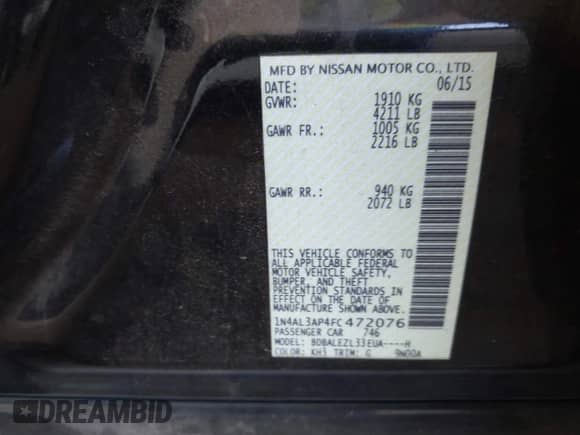 MFD BY NISSAN MOTOR CO., LTD.
DATE: 06/15
GVWR: 1910 KG
4211 LB
GAWR FR.: 1005 KG
2216 LB
GAWR RR.: 940 KG
2072 LB
THIS VEHICLE CONFORMS TO
ALL APPLICABLE FEDERAL
MOTOR VEHICLE SAFETY,
BUMPER, AND THEFT
PREVENTION STANDARDS IN
EFFECT ON THE DATE OF
MANUFACTURE SHOWN ABOVE.
1N4AL3AP4FC472076
PASSENGER CAR 746
MODEL: BDBALEZL33EUA----H
COLOR: KH3 TRIM: G 9N00A
DREAMBID